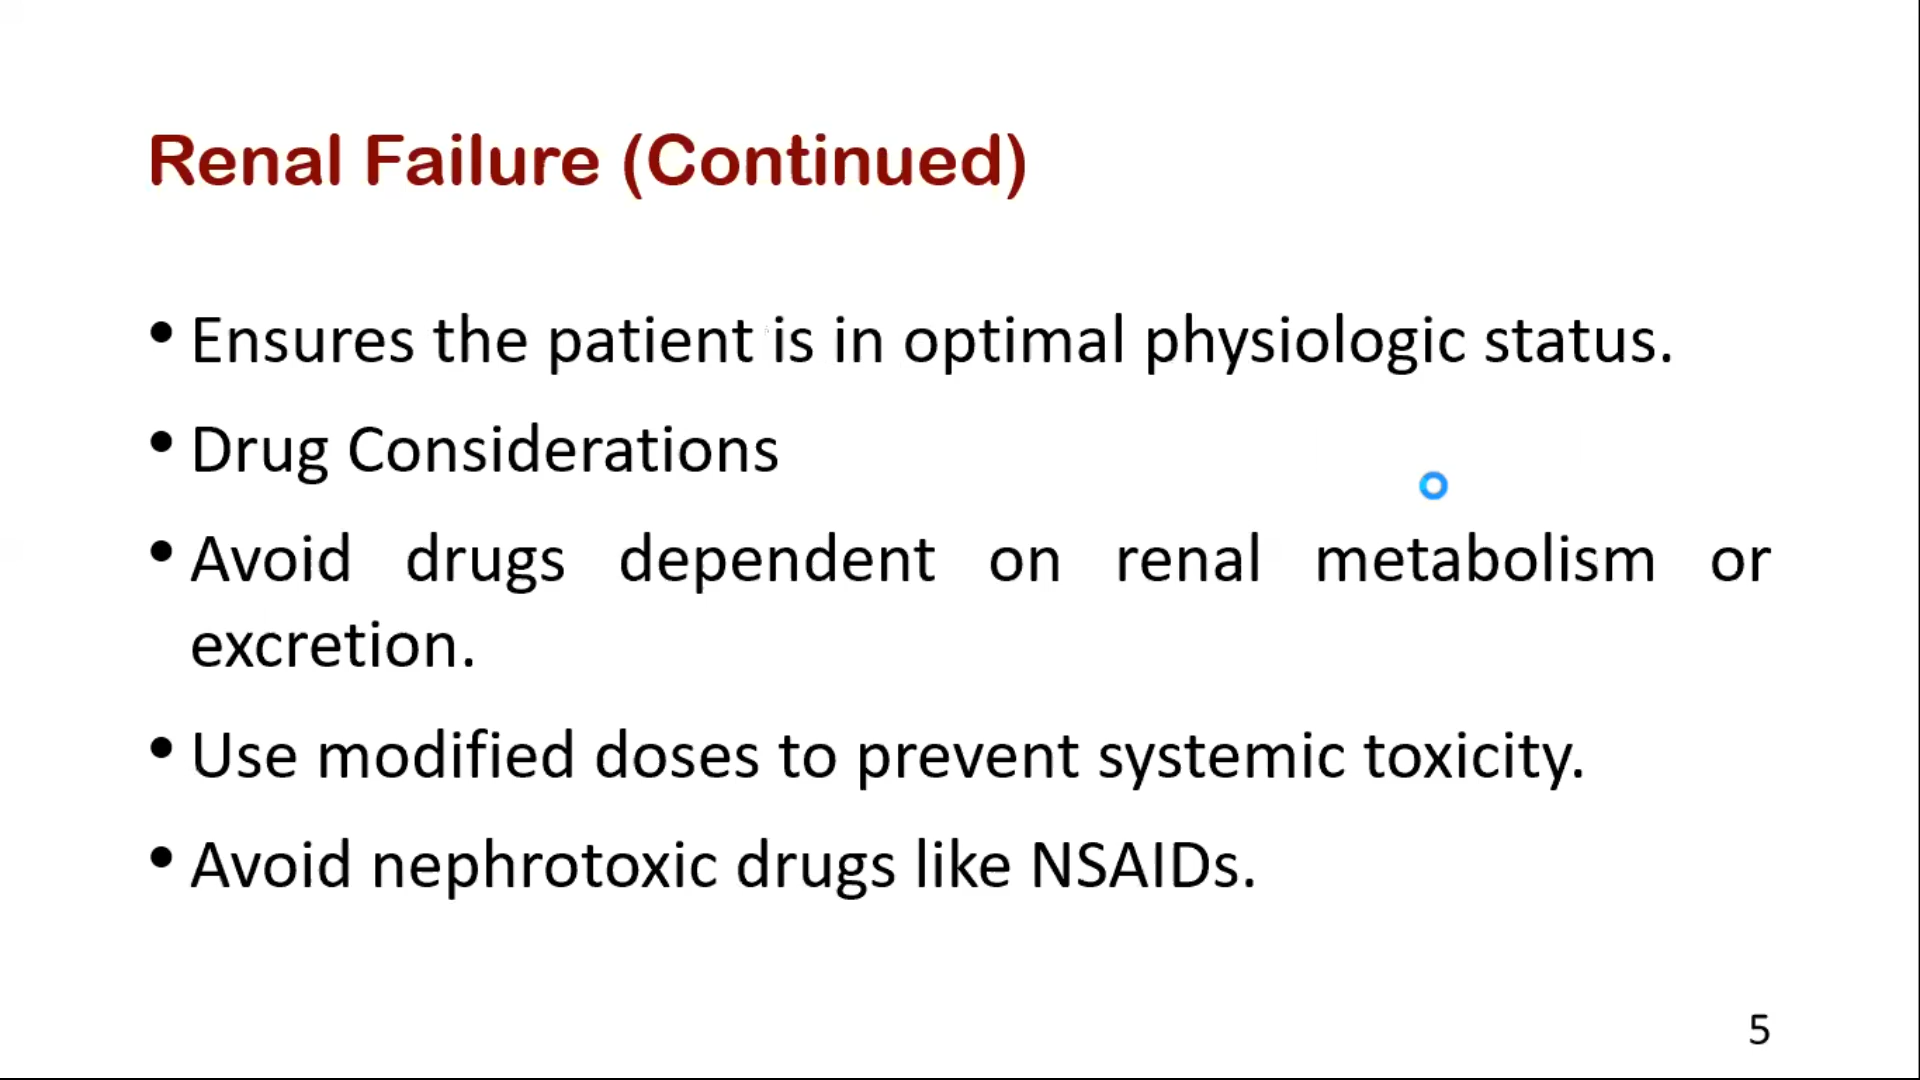 Renal Failure (Continued)
• Ensures the patient is in optimal physiologic status.
• Drug Considerations
• Avoid drugs dependent on renal metabolism or
excretion.
• Use modified doses to prevent systemic toxicity.
• Avoid nephrotoxic drugs like NSAIDs.
5